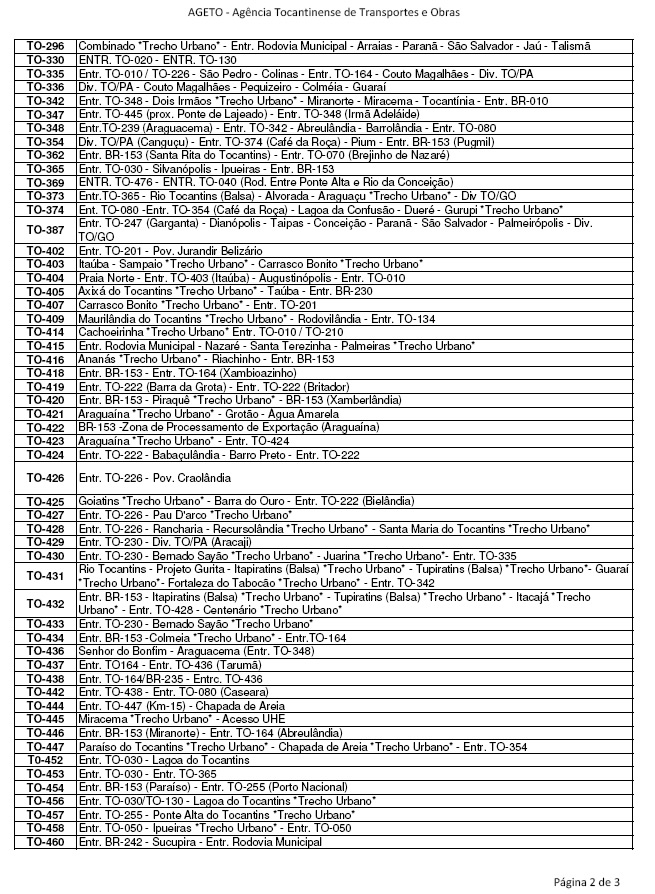 AGETO - Agência Tocantinense de Transportes e Obras
TO-296 Combinado *Trecho Urbano* - Entr. Rodovia Municipal - Arraias - Paranã - São Salvador - Jaú - Talismã
TO-330 ENTR. TO-020 - ENTR. TO-130
TO-335 Entr. TO-010 / TO-226 - São Pedro - Colinas - Entr. TO-164 - Couto Magalhães - Div. TO/PA
TO-336 Div. TO/PA - Couto Magalhães - Pequizeiro - Colméia - Guaraí
TO-342 Entr. TO-348 - Dois Irmãos *Trecho Urbano* - Miranorte - Miracema - Tocantínia - Entr. BR-010
TO-347 Entr. TO-445 (prox. Ponte de Lajeado) - Entr. TO-348 (Irmã Adeláide)
TO-348 Entr.TO-239 (Araguacema) - Entr. TO-342 - Abreulândia - Barrolândia - Entr. TO-080
TO-354 Div. TO/PA (Canguçu) - Entr. TO-374 (Café da Roça) - Pium - Entr. BR-153 (Pugmil)
TO-362 Entr. BR-153 (Santa Rita do Tocantins) - Entr. TO-070 (Brejinho de Nazaré)
TO-365 Entr. TO-030 - Silvanópolis - Ipueiras - Entr. BR-153
TO-369 ENTR. TO-476 - ENTR. TO-040 (Rod. Entre Ponte Alta e Rio da Conceição)
TO-373 Entr.TO-365 - Rio Tocantins (Balsa) - Alvorada - Araguaçu *Trecho Urbano* - Div TO/GO
TO-374 Ent. TO-080 -Entr. TO-354 (Café da Roça) - Lagoa da Confusão - Dueré - Gurupi *Trecho Urbano*
TO-387 Entr. TO-247 (Garganta) - Dianópolis - Taipas - Conceição - Paranã - São Salvador - Palmeirópolis - Div.
TO/GO
TO-402 Entr. TO-201 - Pov. Jurandir Belizário
TO-403 Itaúba - Sampaio *Trecho Urbano* - Carrasco Bonito *Trecho Urbano*
TO-404 Praia Norte - Entr. TO-403 (Itaúba) - Augustinópolis - Entr. TO-010
TO-405 Axixá do Tocantins *Trecho Urbano* - Taúba - Entr. BR-230
TO-407 Carrasco Bonito *Trecho Urbano* - Entr. TO-201
TO-409 Maurilândia do Tocantins *Trecho Urbano* - Rodovilândia - Entr. TO-134
TO-414 Cachoeirinha *Trecho Urbano* Entr. TO-010 / TO-210
TO-415 Entr. Rodovia Municipal - Nazaré - Santa Terezinha - Palmeiras *Trecho Urbano*
TO-416 Ananás *Trecho Urbano* - Riachinho - Entr. BR-153
TO-418 Entr. BR-153 - Entr. TO-164 (Xambioazinho)
TO-419 Entr. TO-222 (Barra da Grota) - Entr. TO-222 (Britador)
TO-420 Entr. BR-153 - Piraquê *Trecho Urbano* - BR-153 (Xamberlândia)
TO-421 Araguaína *Trecho Urbano* - Grotão - Agua Amarela
TO-422 BR-153 -Zona de Processamento de Exportação (Araguaína)
TO-423 Araguaína *Trecho Urbano* - Entr. TO-424
TO-424 Entr. TO-222 - Babaçulândia - Barro Preto - Entr. TO-222
TO-426 Entr. TO-226 - Pov. Craolândia
TO-425 Goiatins *Trecho Urbano* - Barra do Ouro - Entr. TO-222 (Bielândia)
TO-427 Entr. TO-226 - Pau D'arco *Trecho Urbano*
TO-428 Entr. TO-226 - Rancharia - Recursolândia *Trecho Urbano* - Santa Maria do Tocantins *Trecho Urbano*
TO-429 Entr. TO-230 - Div. TO/PA (Aracaji)
TO-430 Entr. TO-230 - Bernado Sayão *Trecho Urbano* - Juarina *Trecho Urbano*- Entr. TO-335
TO-431 Rio Tocantins - Projeto Gurita - Itapiratins (Balsa) *Trecho Urbano* - Tupiratins (Balsa) *Trecho Urbano*- Guaraí
*Trecho Urbano*- Fortaleza do Tabocão *Trecho Urbano* - Entr. TO-342
TO-432 Entr. BR-153 - Itapiratins (Balsa) *Trecho Urbano* - Tupiratins (Balsa) *Trecho Urbano* - Itacajá *Trecho
Urbano* - Entr. TO-428 - Centenário *Trecho Urbano*
TO-433 Entr. TO-230 - Bernado Sayão *Trecho Urbano*
TO-434 Entr. BR-153 -Colmeia *Trecho Urbano* - Entr.TO-164
TO-436 Senhor do Bonfim - Araguacema (Entr. TO-348)
TO-437 Entr. TO164 - Entr. TO-436 (Tarumã)
TO-438 Entr. TO-164/BR-235 - Entrc. TO-436
TO-442 Entr. TO-438 - Entr. TO-080 (Caseara)
TO-444 Entr. TO-447 (Km-15) - Chapada de Areia
TO-445 Miracema *Trecho Urbano* - Acesso UHE
TO-446 Entr. BR-153 (Miranorte) - Entr. TO-164 (Abreulândia)
TO-447 Paraíso do Tocantins *Trecho Urbano* - Chapada de Areia *Trecho Urbano* - Entr. TO-354
T0-452 Entr. TO-030 - Lagoa do Tocantins
TO-453 Entr. TO-030 - Entr. TO-365
TO-454 Entr. BR-153 (Paraíso) - Entr. TO-255 (Porto Nacional)
TO-456 Entr. TO-030/TO-130 - Lagoa do Tocantins *Trecho Urbano*
TO-457 Entr. TO-255 - Ponte Alta do Tocantins *Trecho Urbano*
TO-458 Entr. TO-050 - Ipueiras *Trecho Urbano* - Entr. TO-050
TO-460 Entr. BR-242 - Sucupira - Entr. Rodovia Municipal
Página 2 de 3